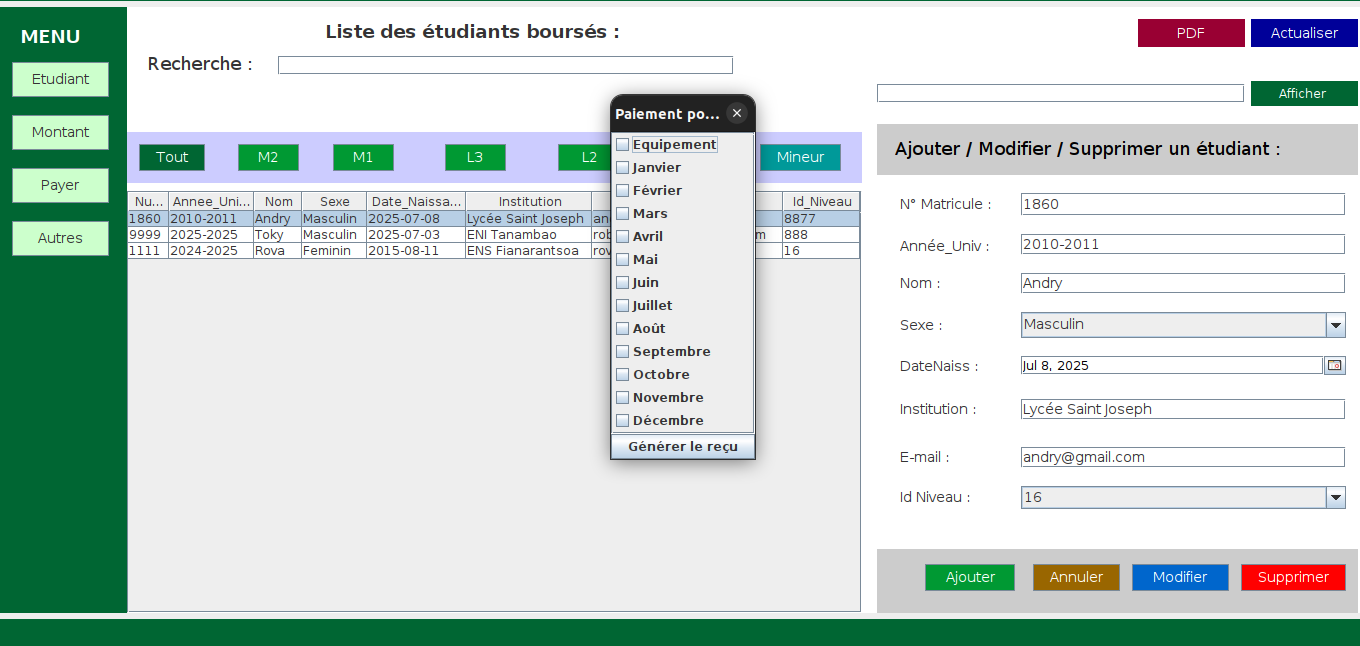 MENU
Etudiant
Montant
Payer
Autres
Liste des étudiants boursés :
Recherche :
PDF
Actualiser
Afficher
Tout
M2
M1
L3
L2
Mineur
Nu... Annee_Uni... Nom Sexe Date_Naissa... Institution Id_Niveau
1860 2010-2011 Andry Masculin 2025-07-08 Lycée Saint Joseph an 8877
9999 2025-2025 Toky Masculin 2025-07-03 ENI Tanambao rob m 888
1111 2024-2025 Rova Feminin 2015-08-11 ENS Fianarantsoa rov 16
Paiement po...
Equipement
Janvier
Février
Mars
Avril
Mai
Juin
Juillet
Août
Septembre
Octobre
Novembre
Décembre
Générer le reçu
Ajouter / Modifier / Supprimer un étudiant :
N° Matricule : 1860
Année_Univ : 2010-2011
Nom : Andry
Sexe : Masculin
DateNaiss : Jul 8, 2025
Institution : Lycée Saint Joseph
E-mail : andry@gmail.com
Id Niveau : 16
Ajouter
Annuler
Modifier
Supprimer